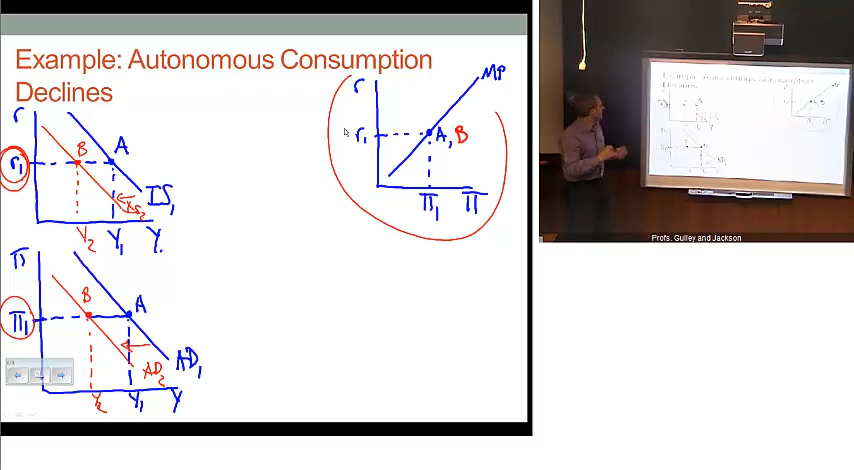 Example: Autonomous Consumption
Declines
r
r₁
B
A
IS₂
IS₁
Y₂
Y₁
Y
π
π₁
B
A
AD₂
AD₁
Y₂
Y₁
Y
r
MP
r₁
A, B
π₁
π
Profs. Gulley and Jackson